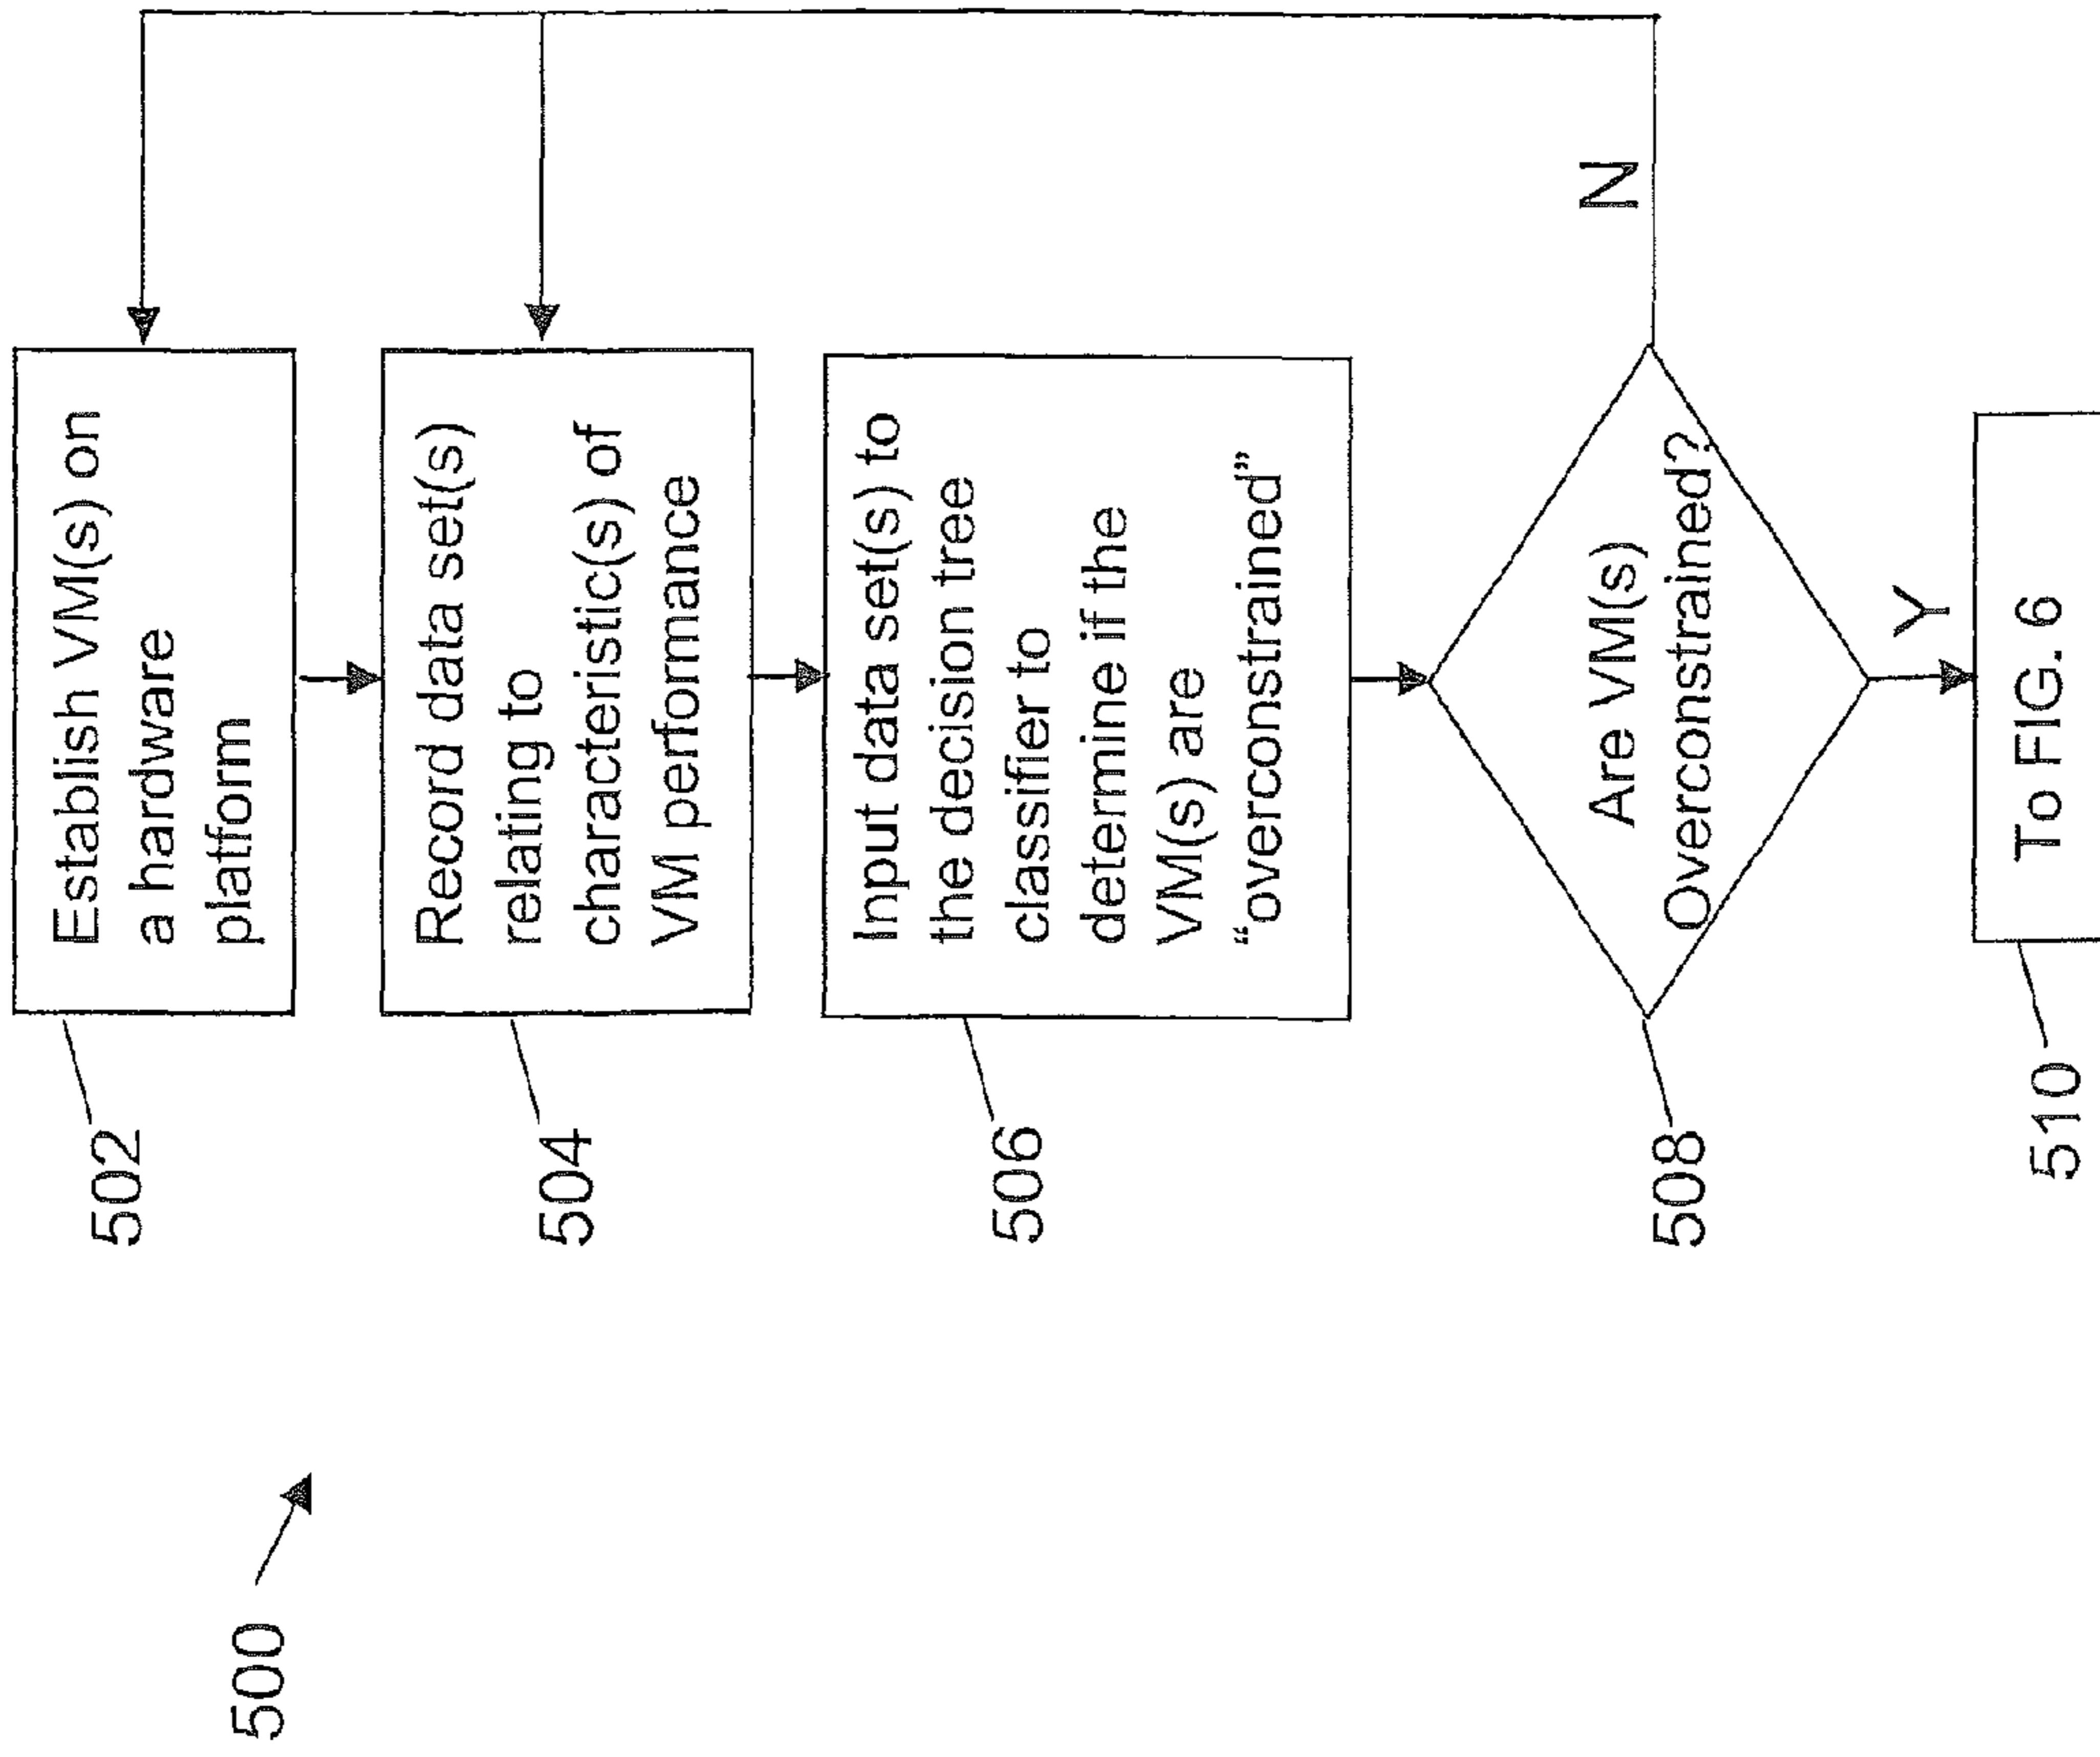 500
502
Establish VM(s) on
a hardware
platform
504
Record data set(s)
relating to
characteristic(s) of
VM performance
506
Input data set(s) to
the decision tree
classifier to
determine if the
VM(s) are
“overconstrained”
508
Are VM(s)
Overconstrained?
N
Y
510
To FIG. 6